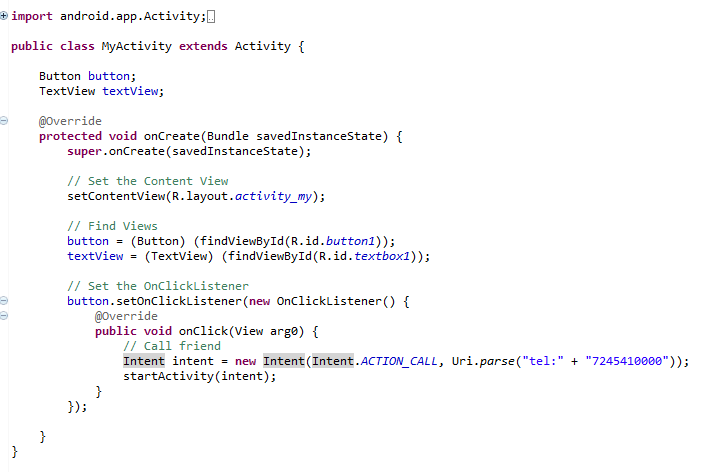 import android.app.Activity;
public class MyActivity extends Activity {
Button button;
TextView textView;
@Override
protected void onCreate(Bundle savedInstanceState) {
super.onCreate(savedInstanceState);
// Set the Content View
setContentView(R.layout.activity_my);
// Find Views
button = (Button) (findViewById(R.id.button1));
textView = (TextView) (findViewById(R.id.textbox1));
// Set the OnClickListener
button.setOnClickListener(new OnClickListener() {
@Override
public void onClick(View arg0) {
// Call friend
Intent intent = new Intent(Intent.ACTION_CALL, Uri.parse("tel:" + "7245410000"));
startActivity(intent);
}
});
}
}